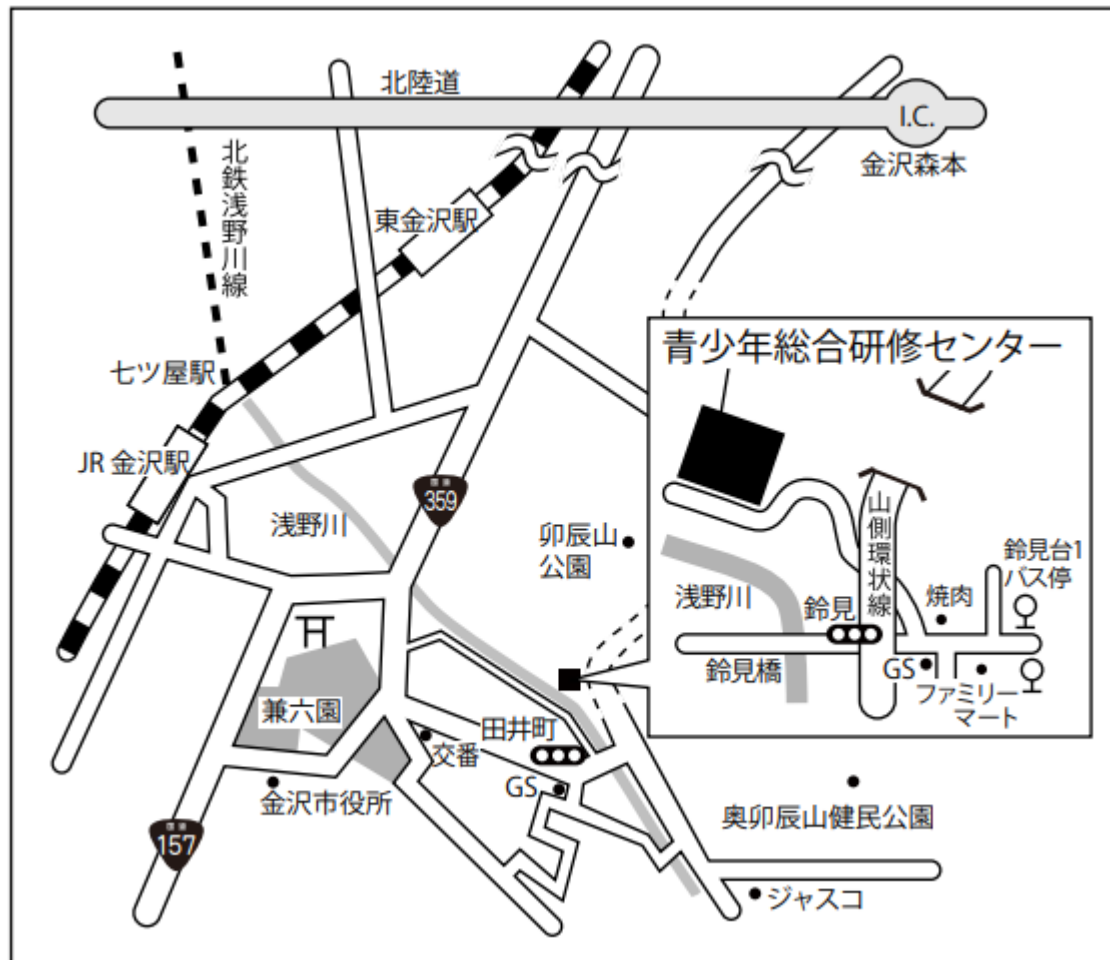 北陸道
I.C.
金沢森本
北鉄浅野川線
東金沢駅
七ツ屋駅
JR 金沢駅
国道
359
浅野川
卯辰山
公園
兼六園
田井町
交番
GS
金沢市役所
国道
157
奥卯辰山健民公園
ジャスコ
青少年総合研修センター
山側環状線
鈴見台1
バス停
浅野川
鈴見
焼肉
鈴見橋
GS
ファミリー
マート